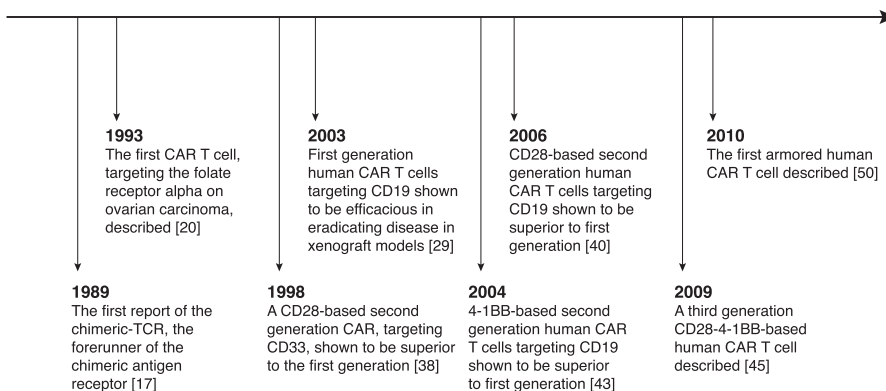 1993
The first CAR T cell,
targeting the folate
receptor alpha on
ovarian carcinoma,
described [20]
2003
First generation
human CAR T cells
targeting CD19 shown
to be efficacious in
eradicating disease in
xenograft models [29]
2006
CD28-based second
generation human
CAR T cells targeting
CD19 shown to be
superior to first
generation [40]
2010
The first armored human
CAR T cell described [50]
1989
The first report of the
chimeric-TCR, the
forerunner of the
chimeric antigen
receptor [17]
1998
A CD28-based second
generation CAR, targeting
CD33, shown to be superior
to the first generation [38]
2004
4-1BB-based second
generation human CAR
T cells targeting CD19
shown to be superior
to first generation [43]
2009
A third generation
CD28-4-1BB-based
human CAR T cell
described [45]